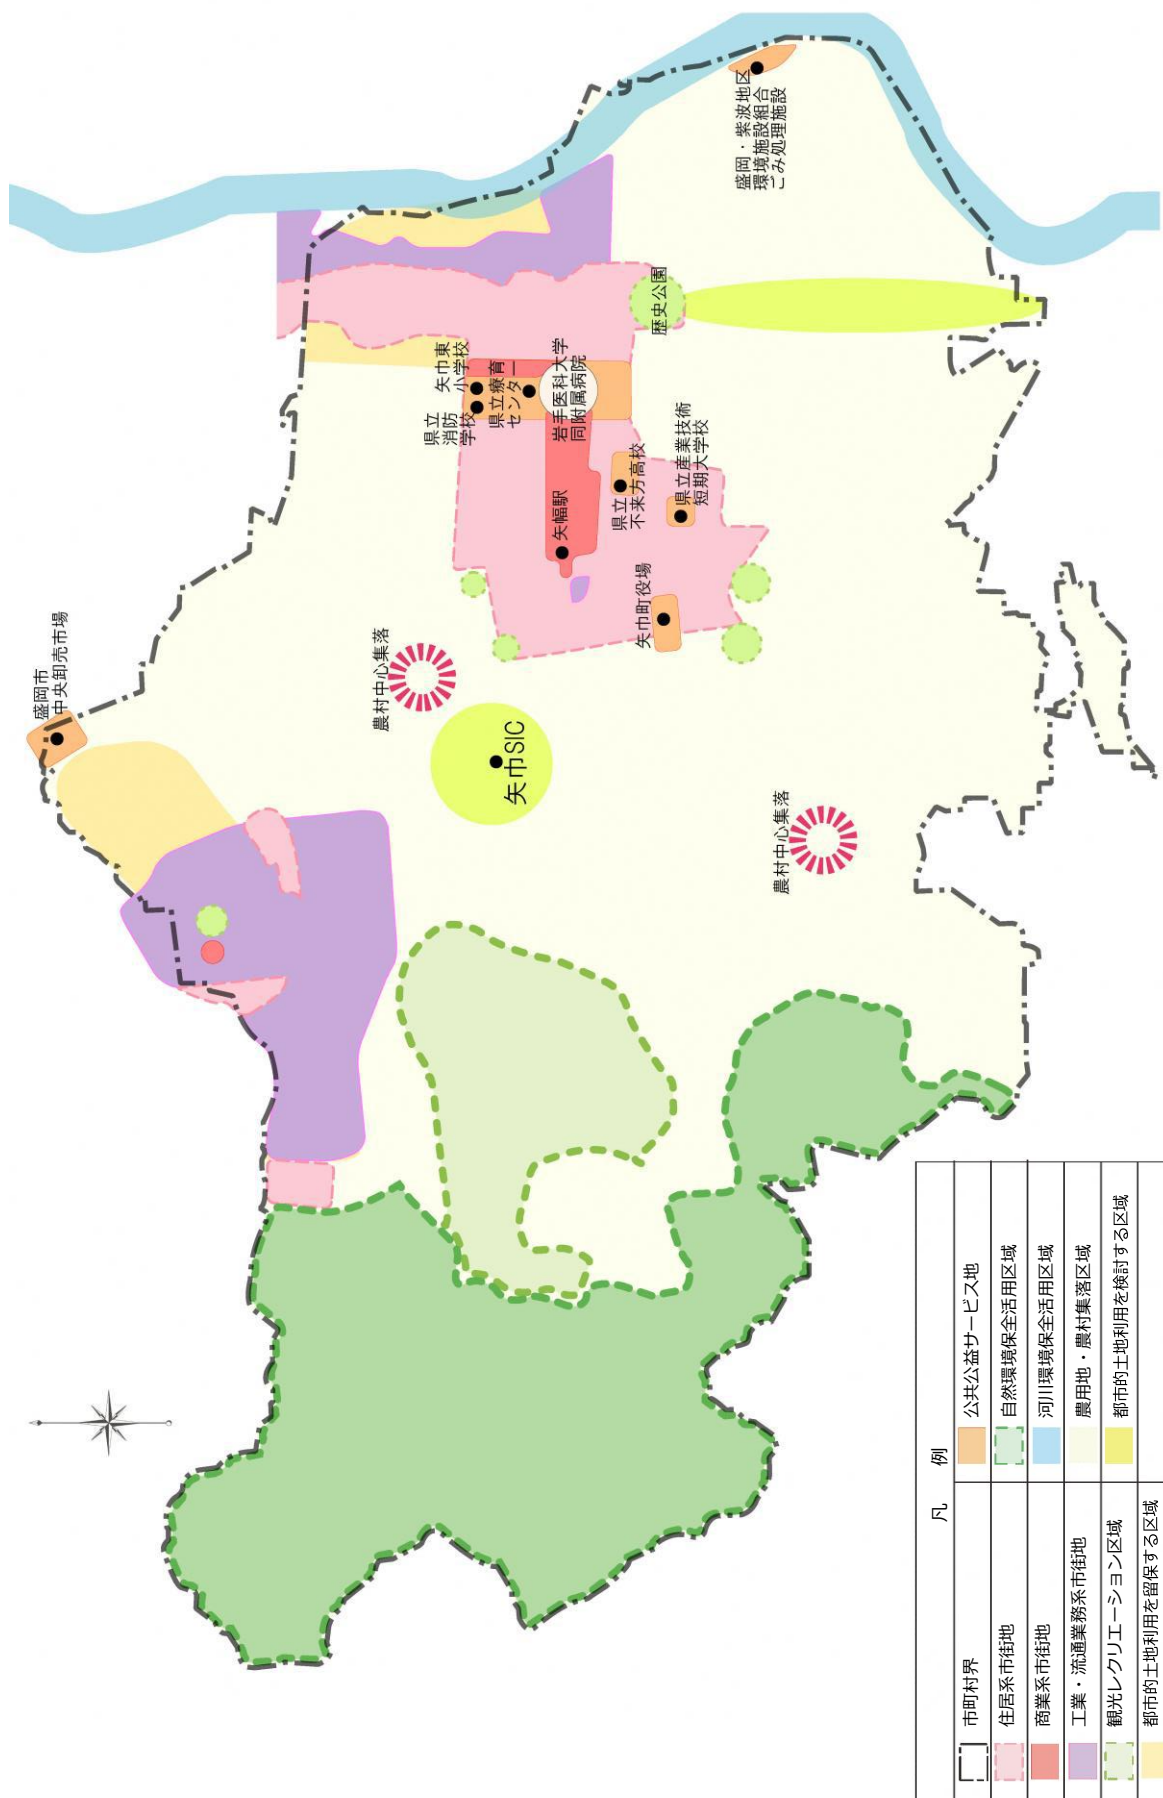 盛岡市
中央卸売市場
盛岡・紫波地区
環境施設組合
ごみ処理施設
歴史公園
矢巾東
小学校
県立
消防
学校
県立療育
センター
岩手医科大学
同附属病院
矢幅駅
県立
不来方高校
県立産業技術
短期大学校
矢巾町役場
農村中心集落
矢巾SIC
農村中心集落
凡 例
市町村界
公共公益サービス地
住居系市街地
自然環境保全活用区域
商業系市街地
河川環境保全活用区域
工業・流通業務系市街地
農用地・農村集落区域
観光レクリエーション区域
都市的土地利用を検討する区域
都市的土地利用を留保する区域